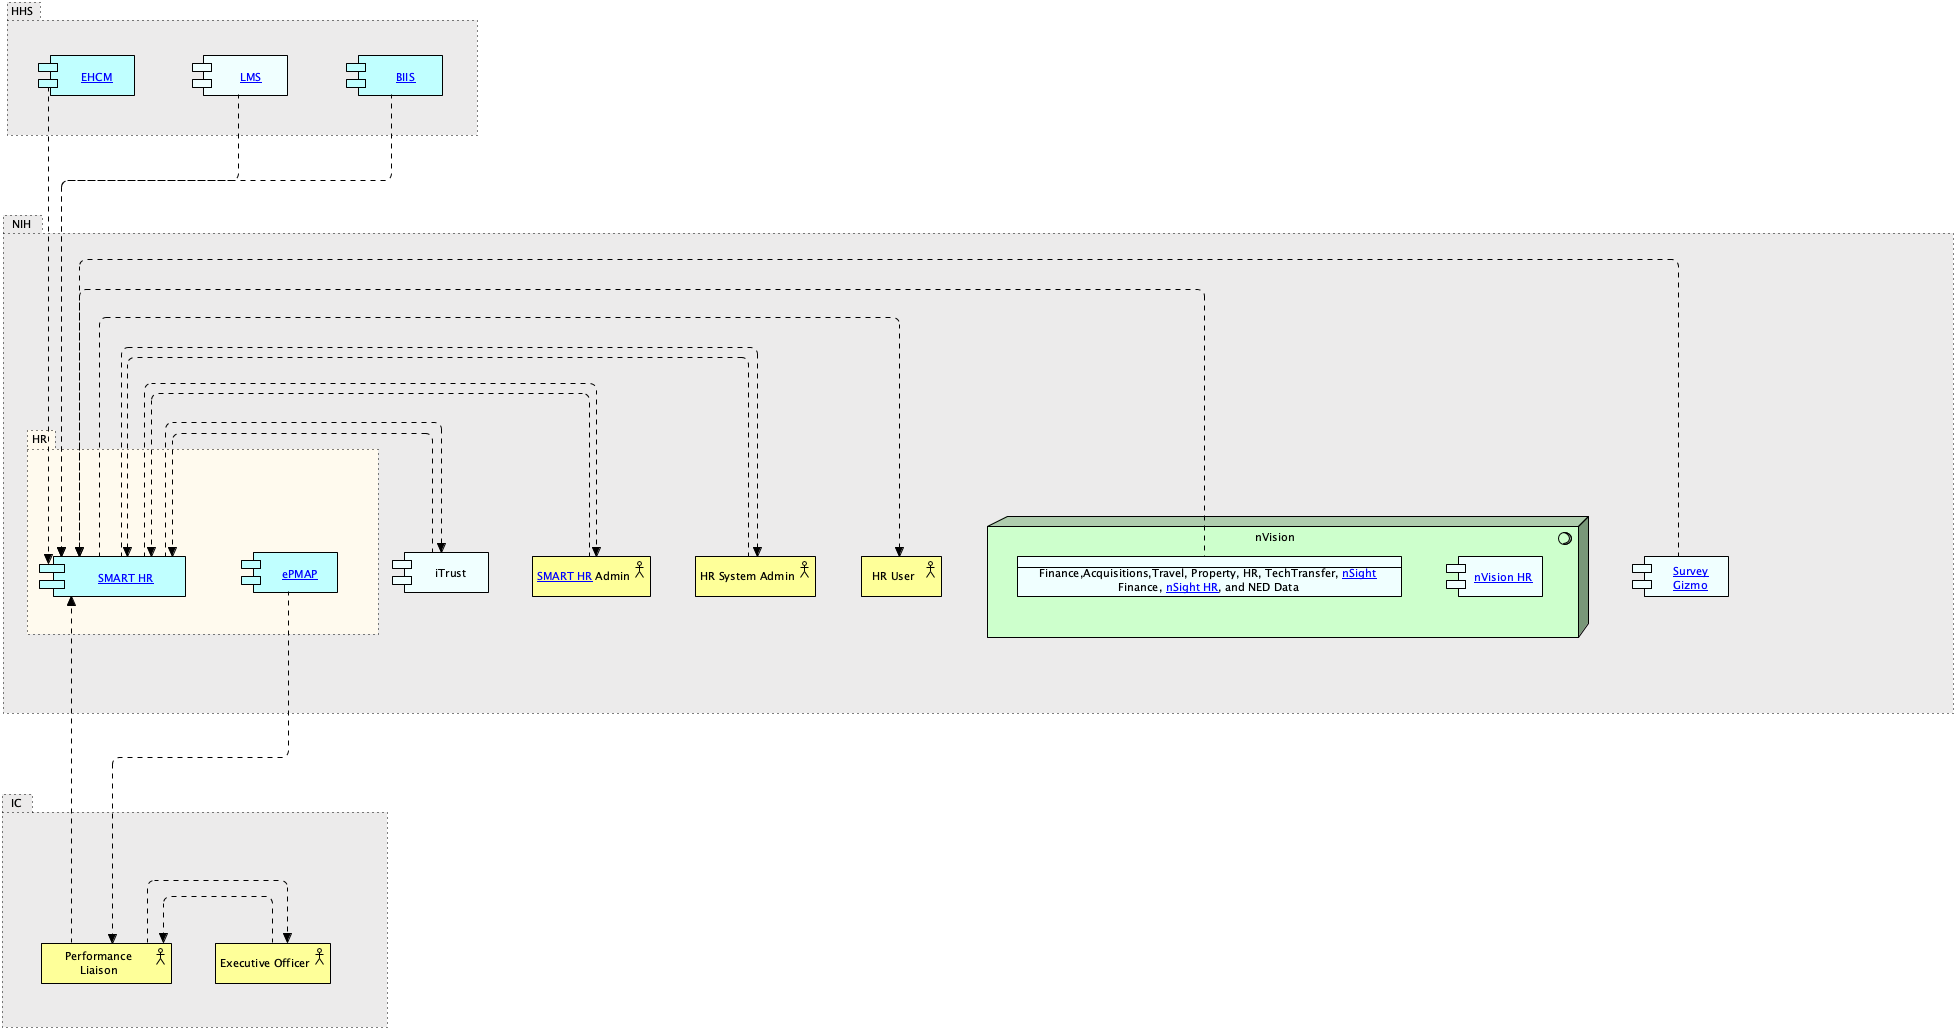 HHS
EHCM
LMS
BIIS
NIH
HR
SMART HR
ePMAP
iTrust
SMART HR Admin
HR System Admin
HR User
nVision
Finance,Acquisitions,Travel, Property, HR, TechTransfer, nSight
Finance, nSight HR, and NED Data
nVision HR
Survey
Gizmo
IC
Performance
Liaison
Executive Officer